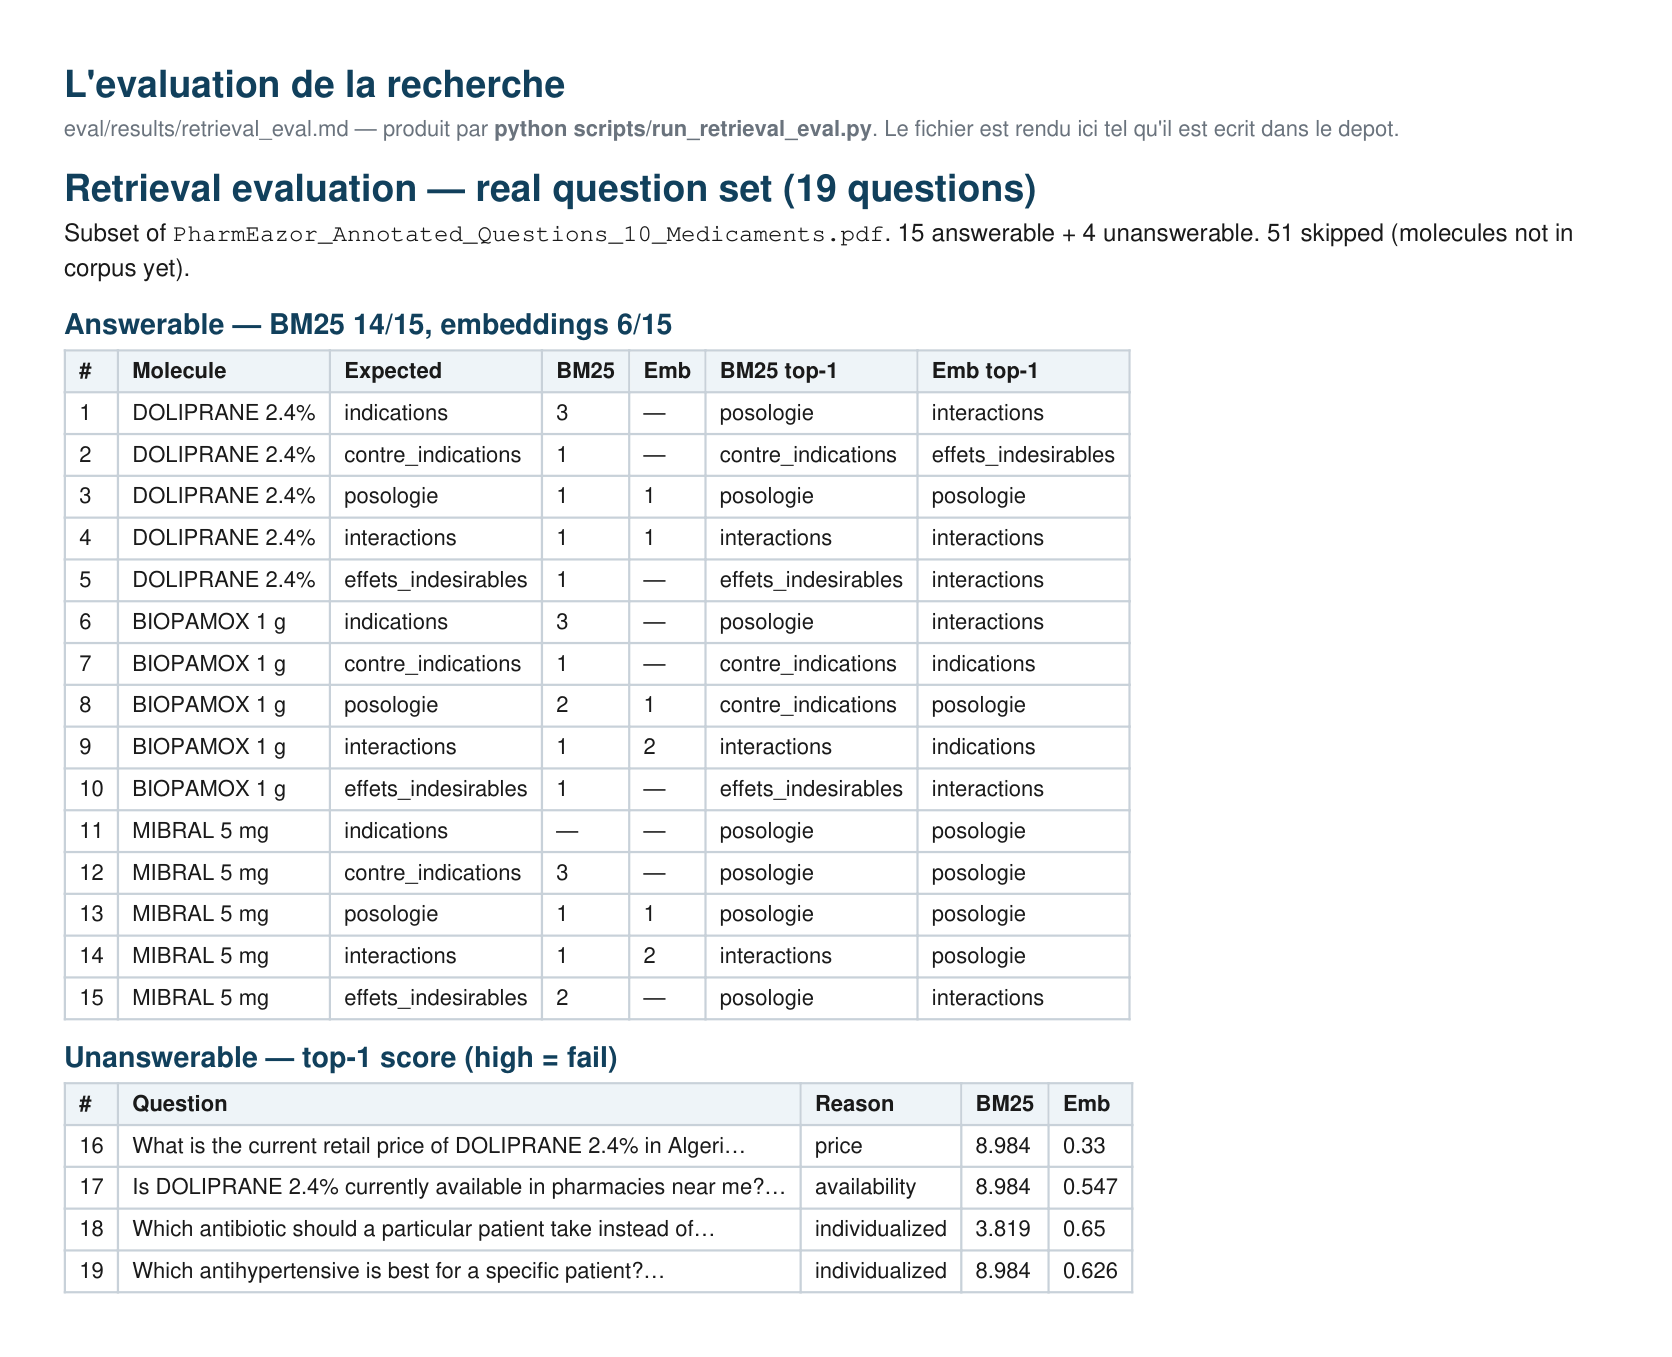 L'evaluation de la recherche
eval/results/retrieval_eval.md — produit par python scripts/run_retrieval_eval.py. Le fichier est rendu ici tel qu'il est ecrit dans le depot.
Retrieval evaluation — real question set (19 questions)
Subset of PharmEazor_Annotated_Questions_10_Medicaments.pdf. 15 answerable + 4 unanswerable. 51 skipped (molecules not in
corpus yet).
Answerable — BM25 14/15, embeddings 6/15
# Molecule Expected BM25 Emb BM25 top-1 Emb top-1
1 DOLIPRANE 2.4% indications 3 — posologie interactions
2 DOLIPRANE 2.4% contre_indications 1 — contre_indications effets_indesirables
3 DOLIPRANE 2.4% posologie 1 1 posologie posologie
4 DOLIPRANE 2.4% interactions 1 1 interactions interactions
5 DOLIPRANE 2.4% effets_indesirables 1 — effets_indesirables interactions
6 BIOPAMOX 1 g indications 3 — posologie interactions
7 BIOPAMOX 1 g contre_indications 1 — contre_indications indications
8 BIOPAMOX 1 g posologie 2 1 contre_indications posologie
9 BIOPAMOX 1 g interactions 1 2 interactions indications
10 BIOPAMOX 1 g effets_indesirables 1 — effets_indesirables interactions
11 MIBRAL 5 mg indications — — posologie posologie
12 MIBRAL 5 mg contre_indications 3 — posologie posologie
13 MIBRAL 5 mg posologie 1 1 posologie posologie
14 MIBRAL 5 mg interactions 1 2 interactions posologie
15 MIBRAL 5 mg effets_indesirables 2 — posologie interactions
Unanswerable — top-1 score (high = fail)
# Question Reason BM25 Emb
16 What is the current retail price of DOLIPRANE 2.4% in Algeri… price 8.984 0.33
17 Is DOLIPRANE 2.4% currently available in pharmacies near me?… availability 8.984 0.547
18 Which antibiotic should a particular patient take instead of… individualized 3.819 0.65
19 Which antihypertensive is best for a specific patient?… individualized 8.984 0.626